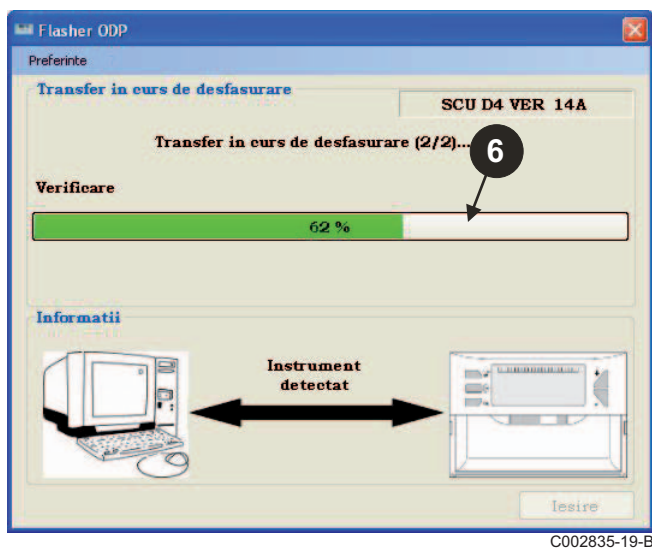 Flasher ODP
Preferinte
Transfer in curs de desfasurare
SCU D4 VER 14A
Transfer in curs de desfasurare (2/2)...
6
Verificare
62 %
Informatii
Instrument
detectat
Iesire
C002835-19-B